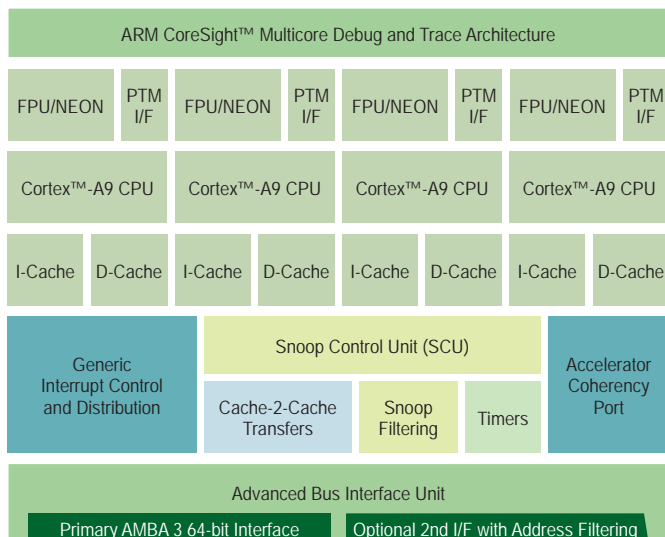 ARM CoreSight™ Multicore Debug and Trace Architecture
FPU/NEON
PTM
I/F
FPU/NEON
PTM
I/F
FPU/NEON
PTM
I/F
FPU/NEON
PTM
I/F
Cortex™-A9 CPU
Cortex™-A9 CPU
Cortex™-A9 CPU
Cortex™-A9 CPU
I-Cache
D-Cache
I-Cache
D-Cache
I-Cache
D-Cache
I-Cache
D-Cache
Generic
Interrupt Control
and Distribution
Snoop Control Unit (SCU)
Cache-2-Cache
Transfers
Snoop
Filtering
Timers
Accelerator
Coherency
Port
Advanced Bus Interface Unit
Primary AMBA 3 64-bit Interface
Optional 2nd I/F with Address Filtering